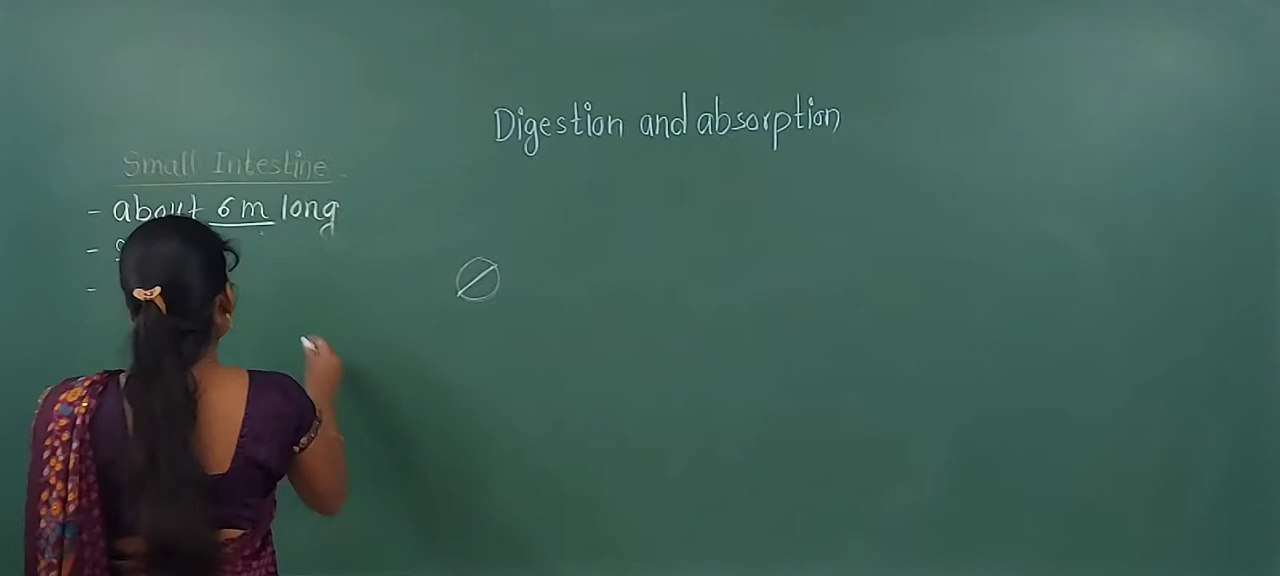 Digestion and absorption
Small Intestine
- about 6 m long
-
-